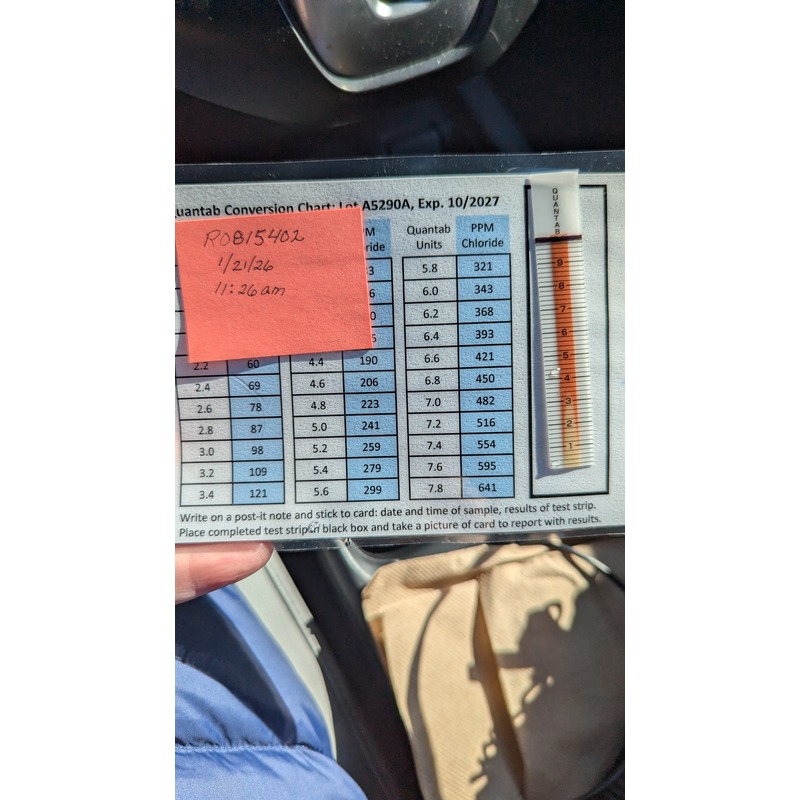 Quantab Conversion Chart: Lot A5290A, Exp. 10/2027
R0815402
1/21/26
11:26am
PM
ride
Quantab Units PPM Chloride
5.8 321
6.0 343
6.2 368
6.4 393
2.2 60 4.4 190 6.6 421
2.4 69 4.6 206 6.8 450
2.6 78 4.8 223 7.0 482
2.8 87 5.0 241 7.2 516
3.0 98 5.2 259 7.4 554
3.2 109 5.4 279 7.6 595
3.4 121 5.6 299 7.8 641
Write on a post-it note and stick to card: date and time of sample, results of test strip.
Place completed test strip in black box and take a picture of card to report with results.
QUANTAB
9
8
7
6
5
4
3
2
1